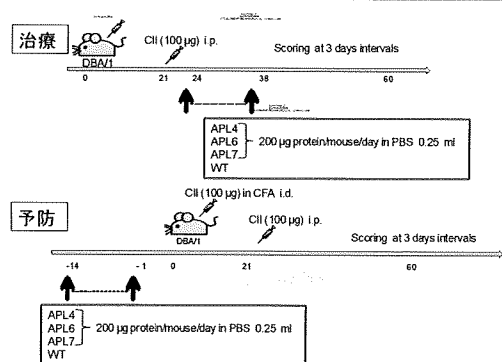 治療
CII (100 µg) i.p.
Scoring at 3 days intervals
DBA/1
0 21 24 38 60
APL4
APL6
APL7
WT
200 µg protein/mouse/day in PBS 0.25 ml
CII (100 µg) in CFA i.d.
予防
CII (100 µg) i.p.
DBA/1
Scoring at 3 days intervals
-14 -1 0 21 60
APL4
APL6
APL7
WT
200 µg protein/mouse/day in PBS 0.25 ml